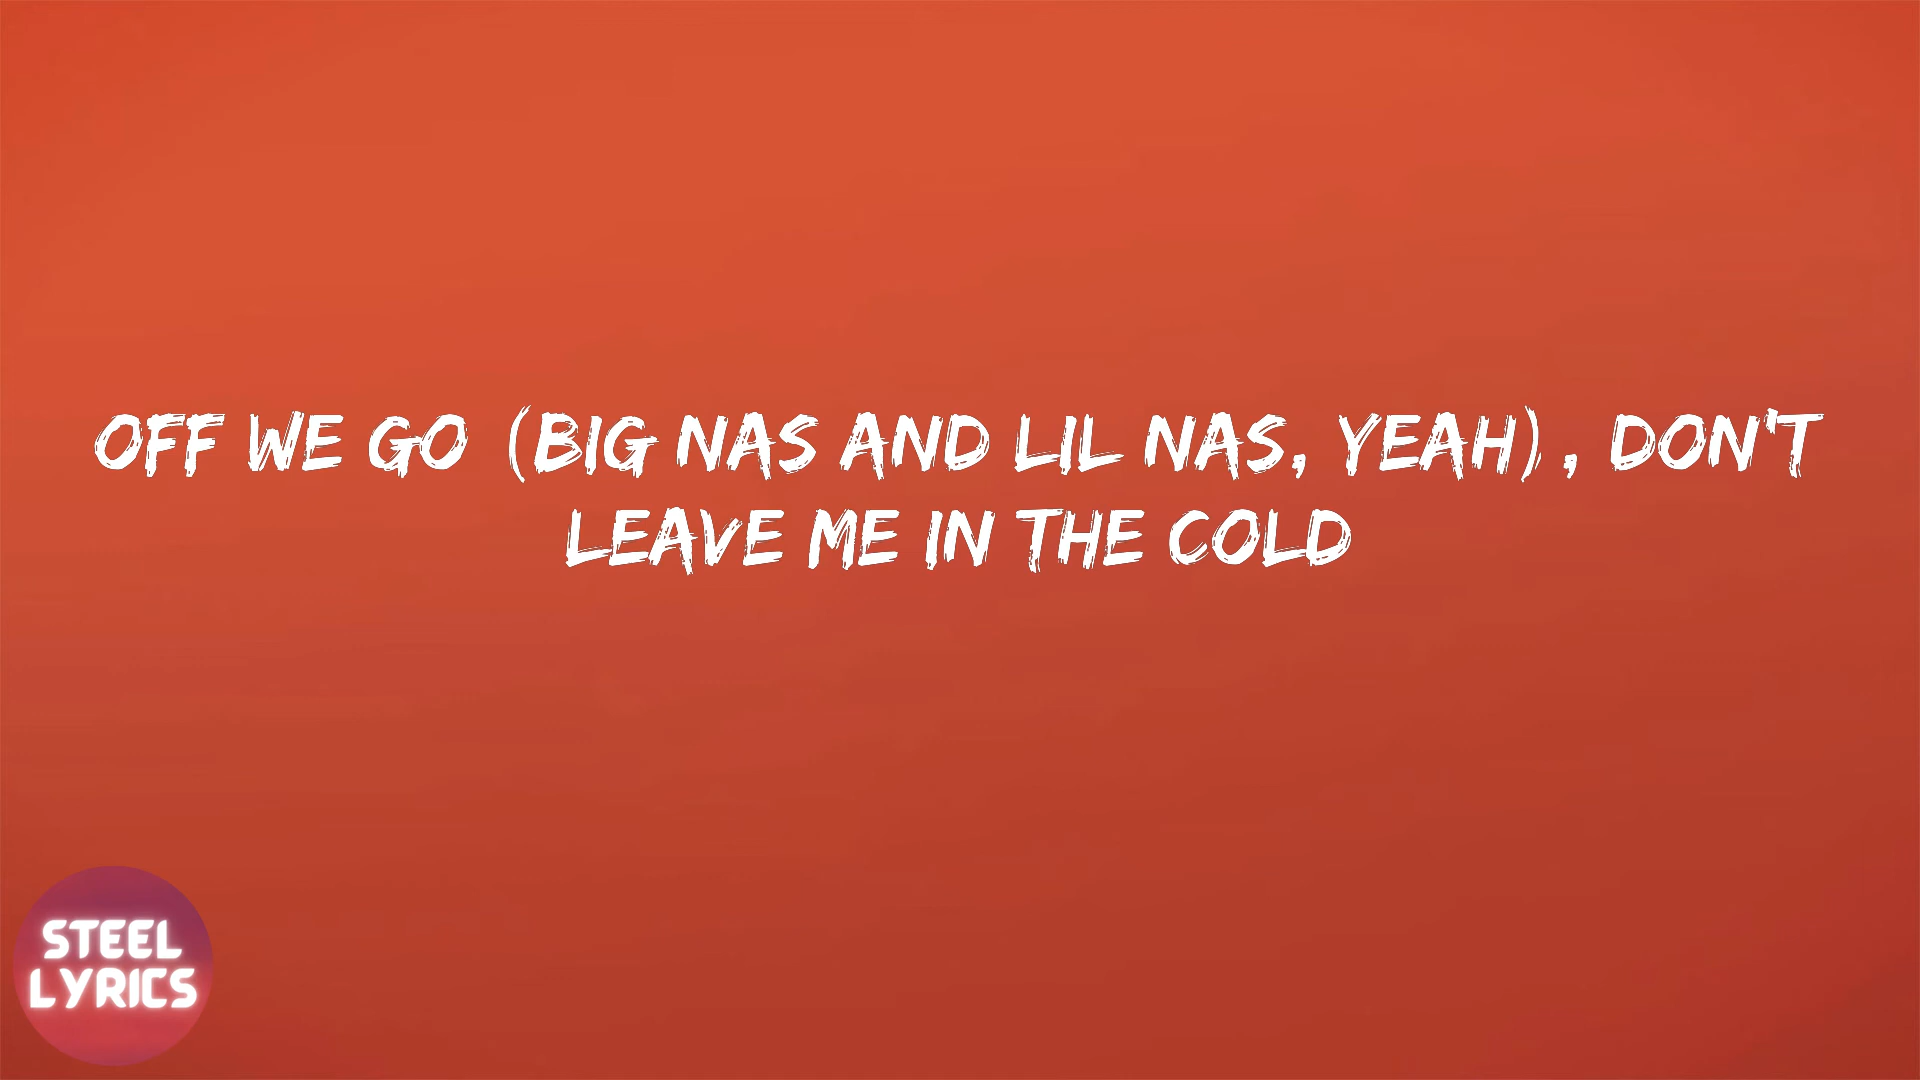 OFF WE GO (BIG NAS AND LIL NAS, YEAH) , DON'T
LEAVE ME IN THE COLD
STEEL
LYRICS